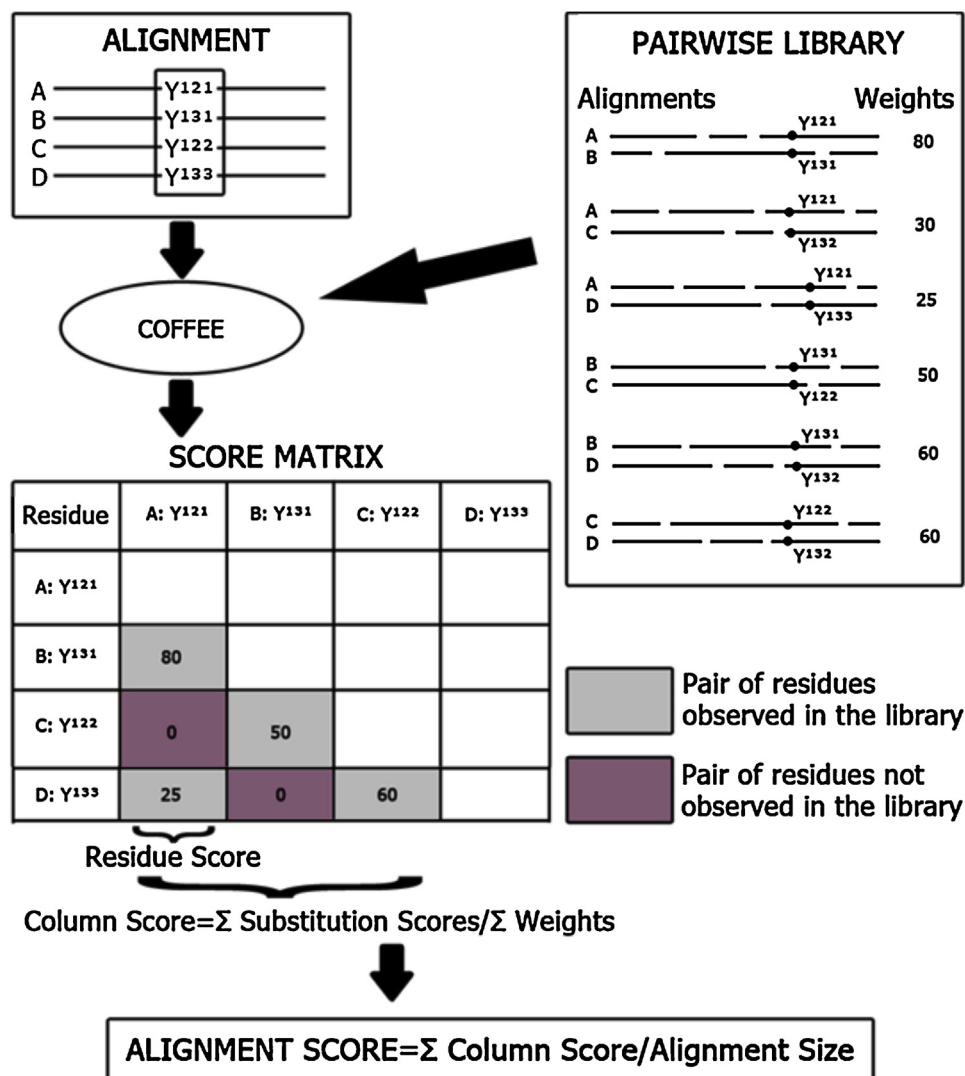 ALIGNMENT
A Y¹²¹
B Y¹³¹
C Y¹²²
D Y¹³³
COFFEE
PAIRWISE LIBRARY
Alignments Weights
A Y¹²¹ 80
B Y¹³¹
A Y¹²¹ 30
C Y¹³²
A Y¹²¹ 25
D Y¹³³
B Y¹³¹ 50
C Y¹²²
B Y¹³¹ 60
D Y¹³²
C Y¹²² 60
D Y¹³²
SCORE MATRIX
Residue A: Y¹²¹ B: Y¹³¹ C: Y¹²² D: Y¹³³
A: Y¹²¹
B: Y¹³¹ 80
C: Y¹²² 0 50
D: Y¹³³ 25 0 60
Pair of residues
observed in the library
Pair of residues not
observed in the library
Residue Score
Column Score=Σ Substitution Scores/Σ Weights
ALIGNMENT SCORE=Σ Column Score/Alignment Size